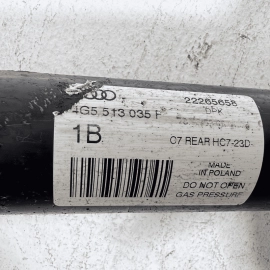 4G5 513 035 F
22265658
1B
C7 REAR HC7-23D
MADE
IN POLAND
DO NOT OPEN
GAS PRESSURE